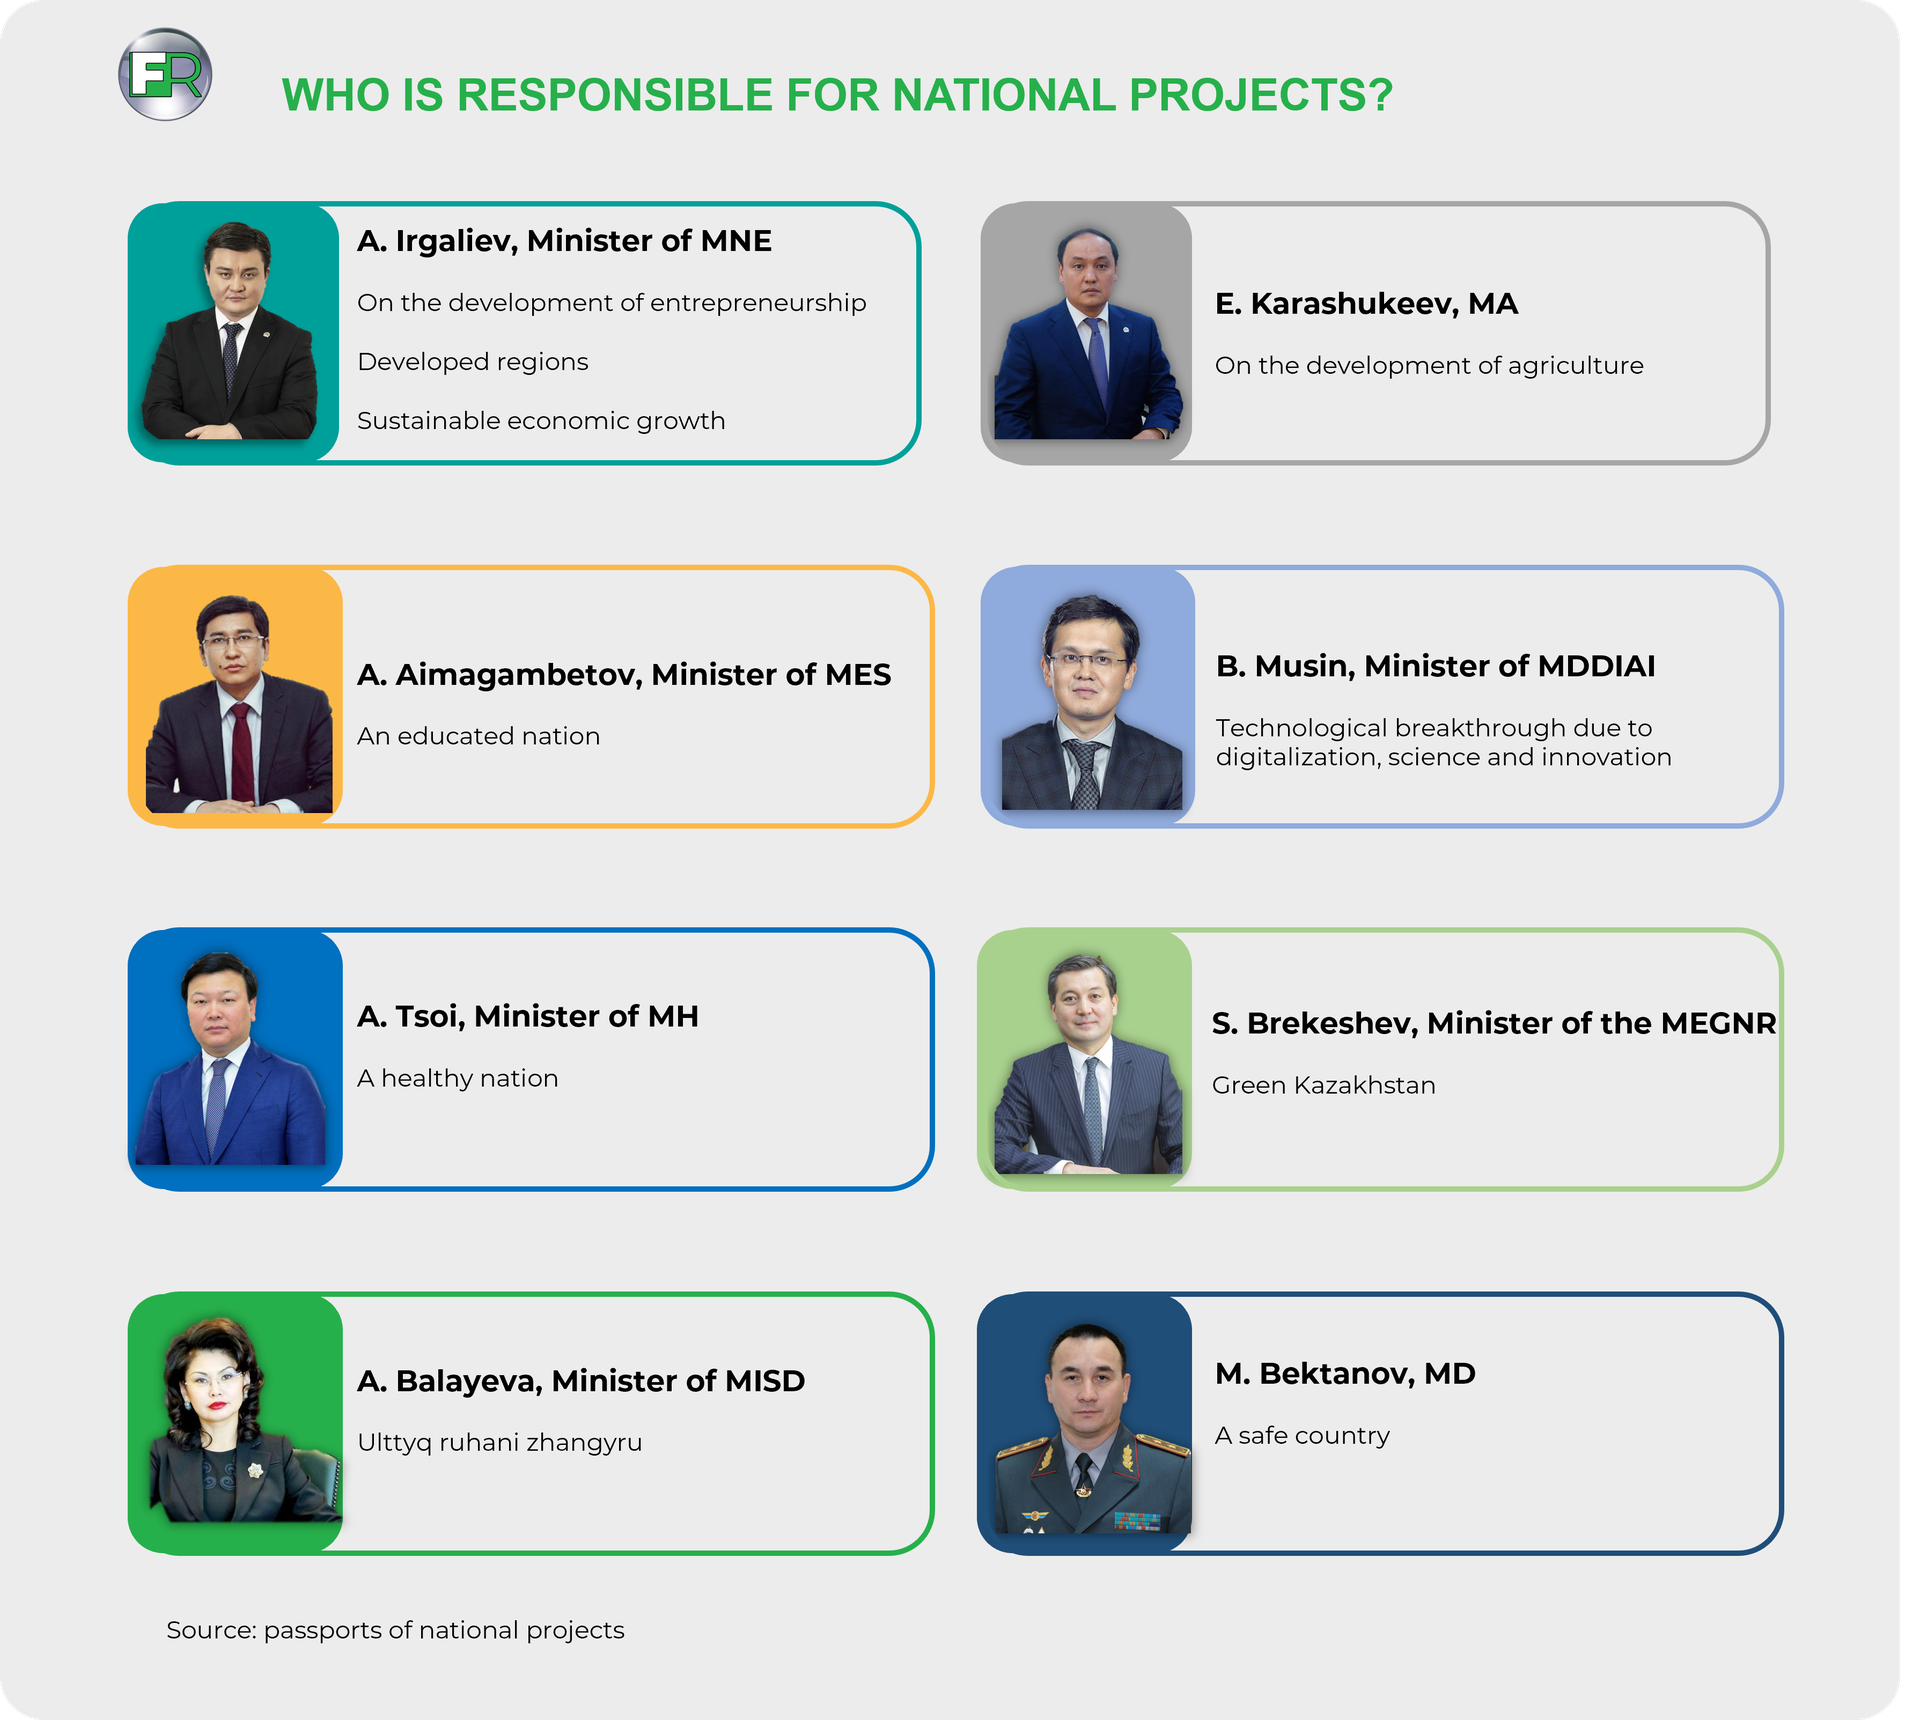 FR
WHO IS RESPONSIBLE FOR NATIONAL PROJECTS?
A. Irgaliev, Minister of MNE
On the development of entrepreneurship
Developed regions
Sustainable economic growth
E. Karashukeev, MA
On the development of agriculture
A. Aimagambetov, Minister of MES
An educated nation
B. Musin, Minister of MDDIAI
Technological breakthrough due to
digitalization, science and innovation
A. Tsoi, Minister of MH
A healthy nation
S. Brekeshev, Minister of the MEGNR
Green Kazakhstan
A. Balayeva, Minister of MISD
Ulttyq ruhani zhangyru
M. Bektanov, MD
A safe country
Source: passports of national projects